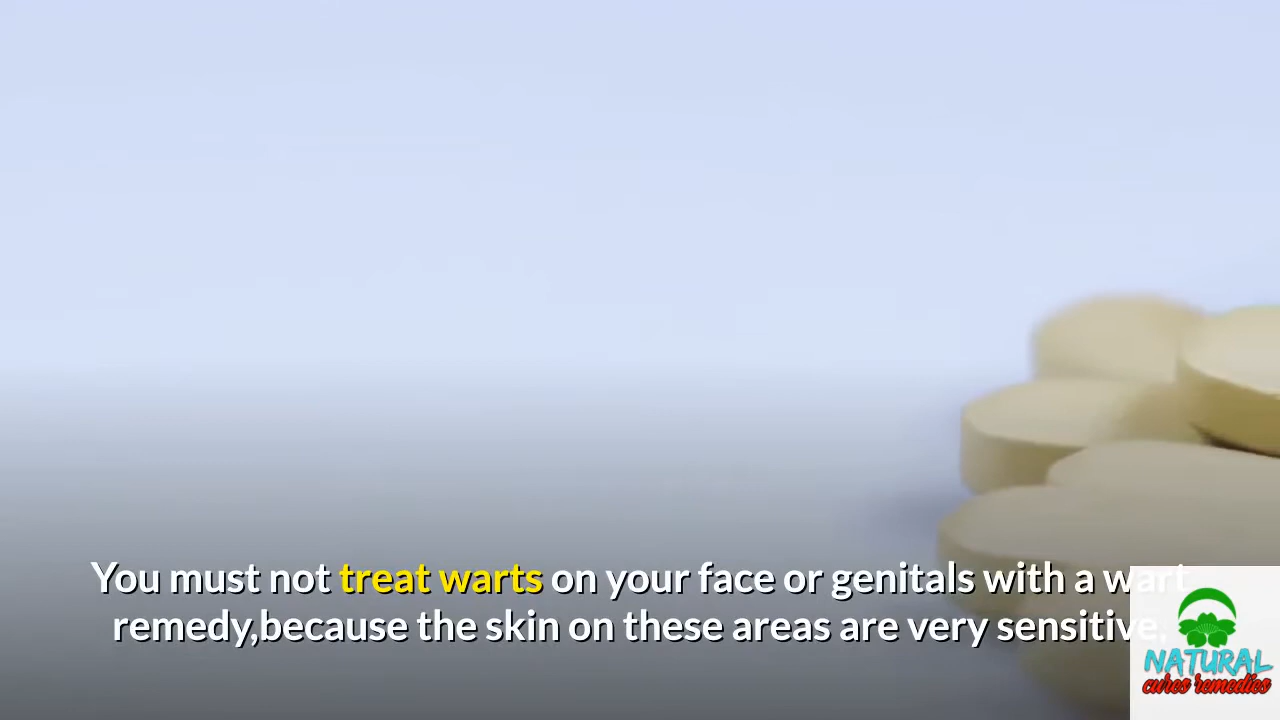 You must not treat warts on your face or genitals with a wart
remedy,because the skin on these areas are very sensitive.
NATURAL
cures remedies